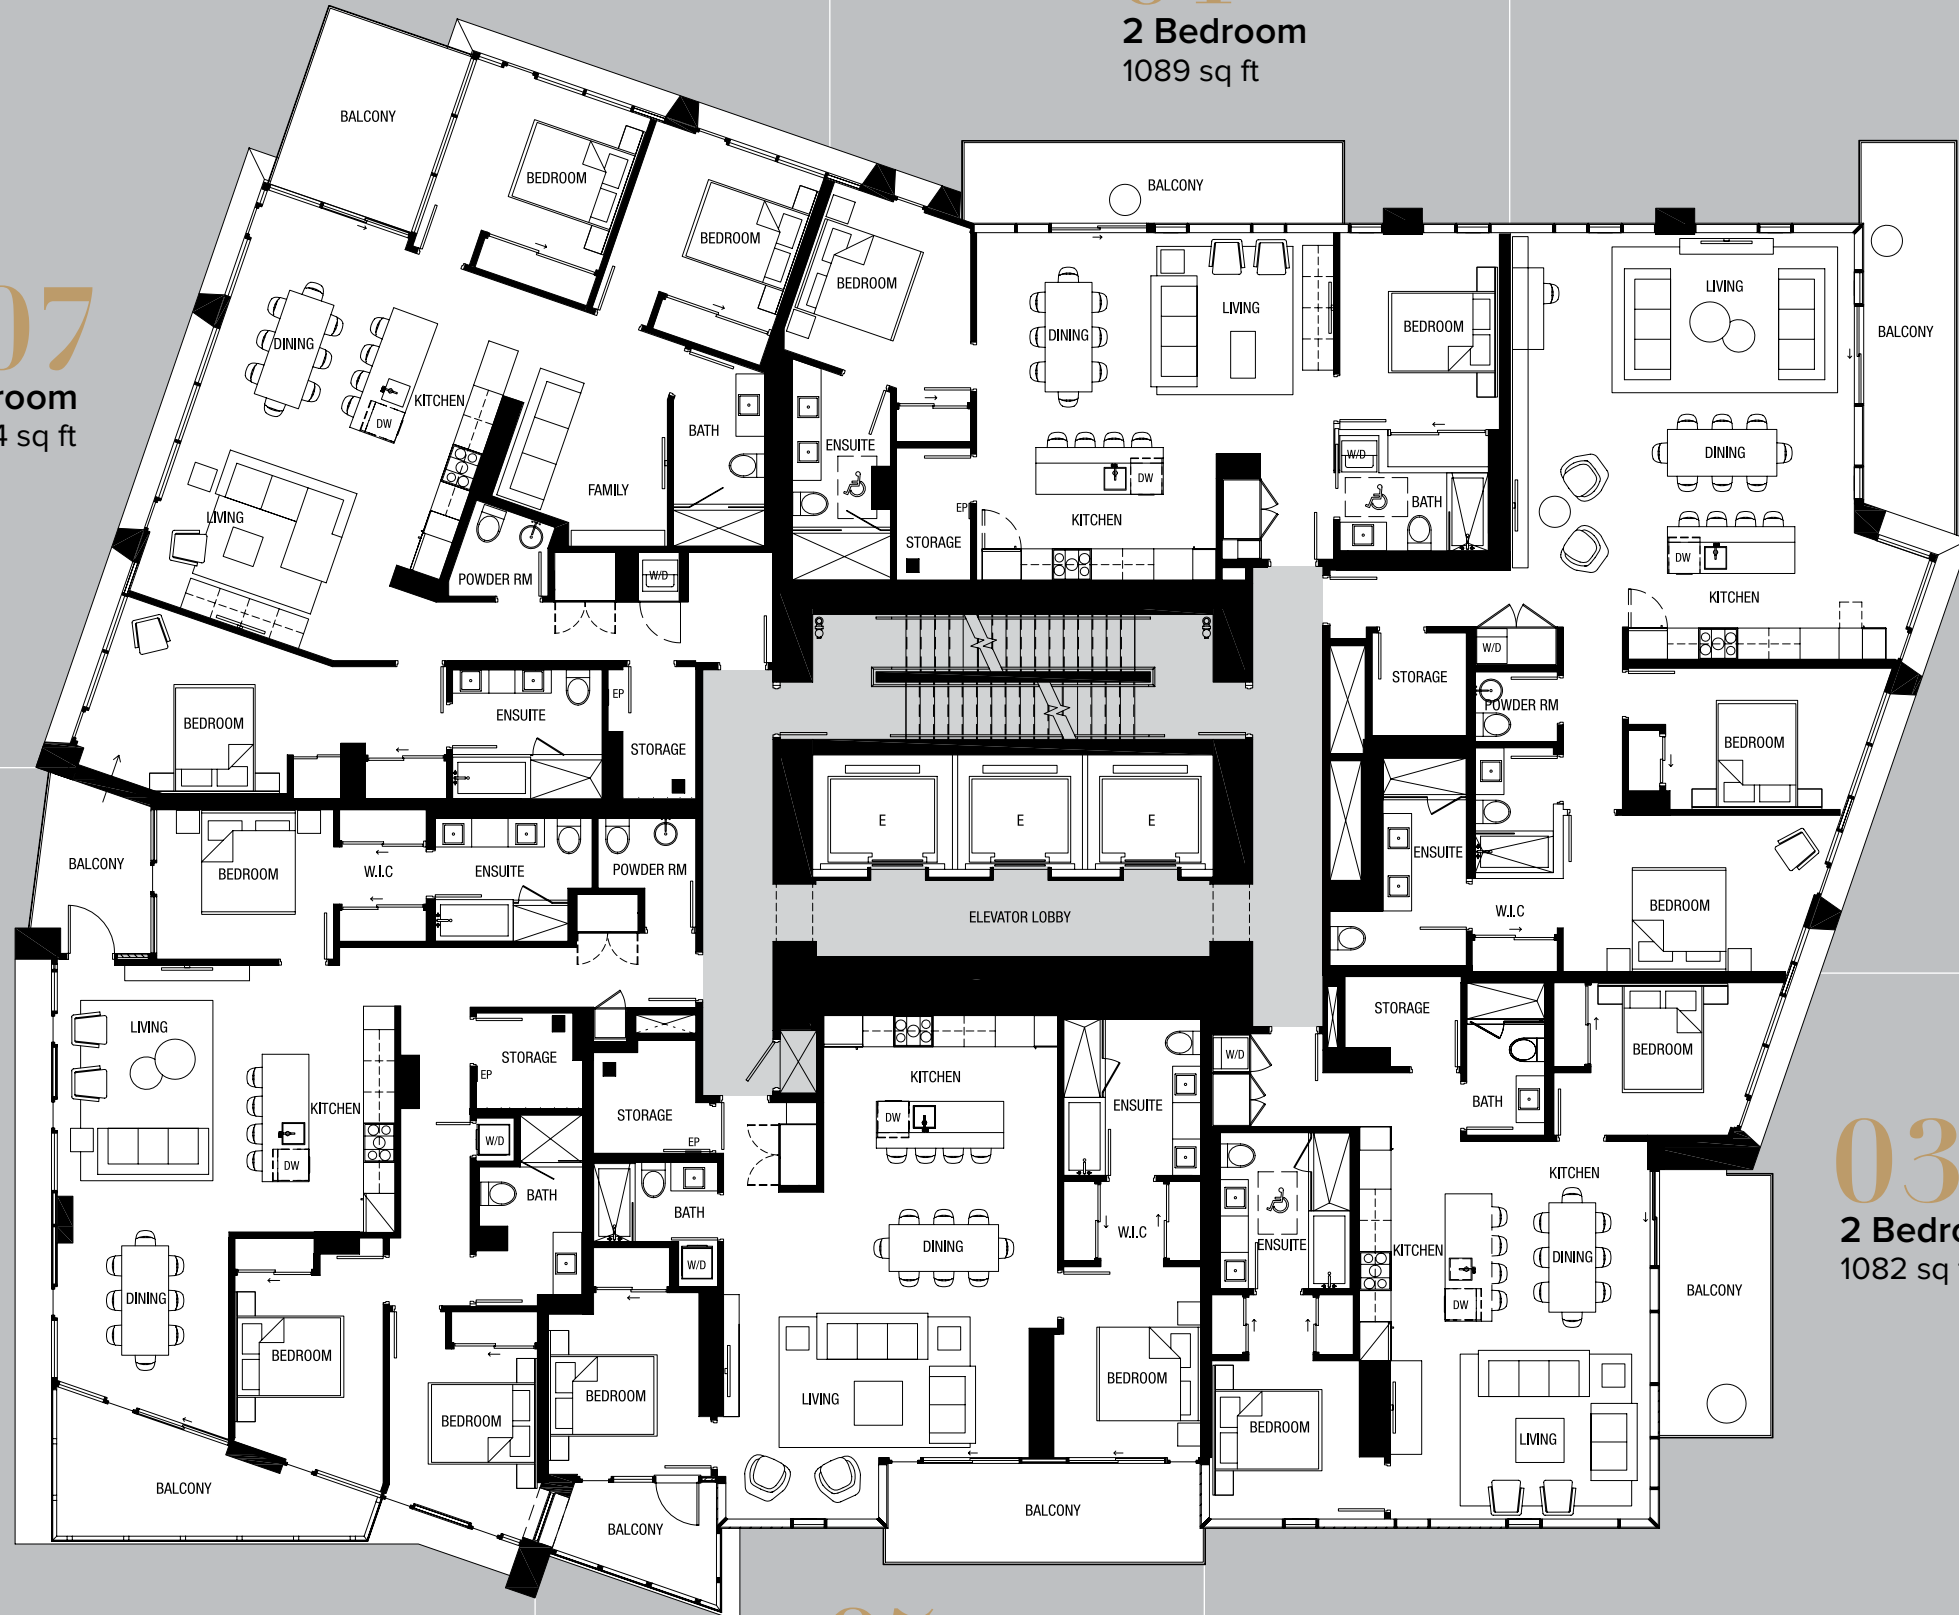 2 Bedroom
1089 sq ft
BALCONY
BEDROOM
BEDROOM
BALCONY
BEDROOM
LIVING
DINING
BEDROOM
LIVING
BALCONY
07
room
4 sq ft
DINING
KITCHEN
DW
BATH
ENSUITE
DW
W/D
BATH
DINING
FAMILY
LIVING
EP
KITCHEN
STORAGE
DW
POWDER RM
W/D
KITCHEN
W/D
STORAGE
POWDER RM
EP
ENSUITE
BEDROOM
STORAGE
BEDROOM
E
E
E
BALCONY
BEDROOM
W.I.C
ENSUITE
POWDER RM
ENSUITE
W.I.C
BEDROOM
ELEVATOR LOBBY
LIVING
STORAGE
EP
STORAGE
BEDROOM
W/D
KITCHEN
KITCHEN
DW
ENSUITE
BATH
STORAGE
EP
W/D
DW
BATH
BATH
W/D
03
2 Bedro
1082 sq
KITCHEN
ENSUITE
KITCHEN
DINING
DW
W.I.C
DINING
BALCONY
DINING
BEDROOM
BEDROOM
BEDROOM
LIVING
BEDROOM
BEDROOM
LIVING
BALCONY
BALCONY
BALCONY